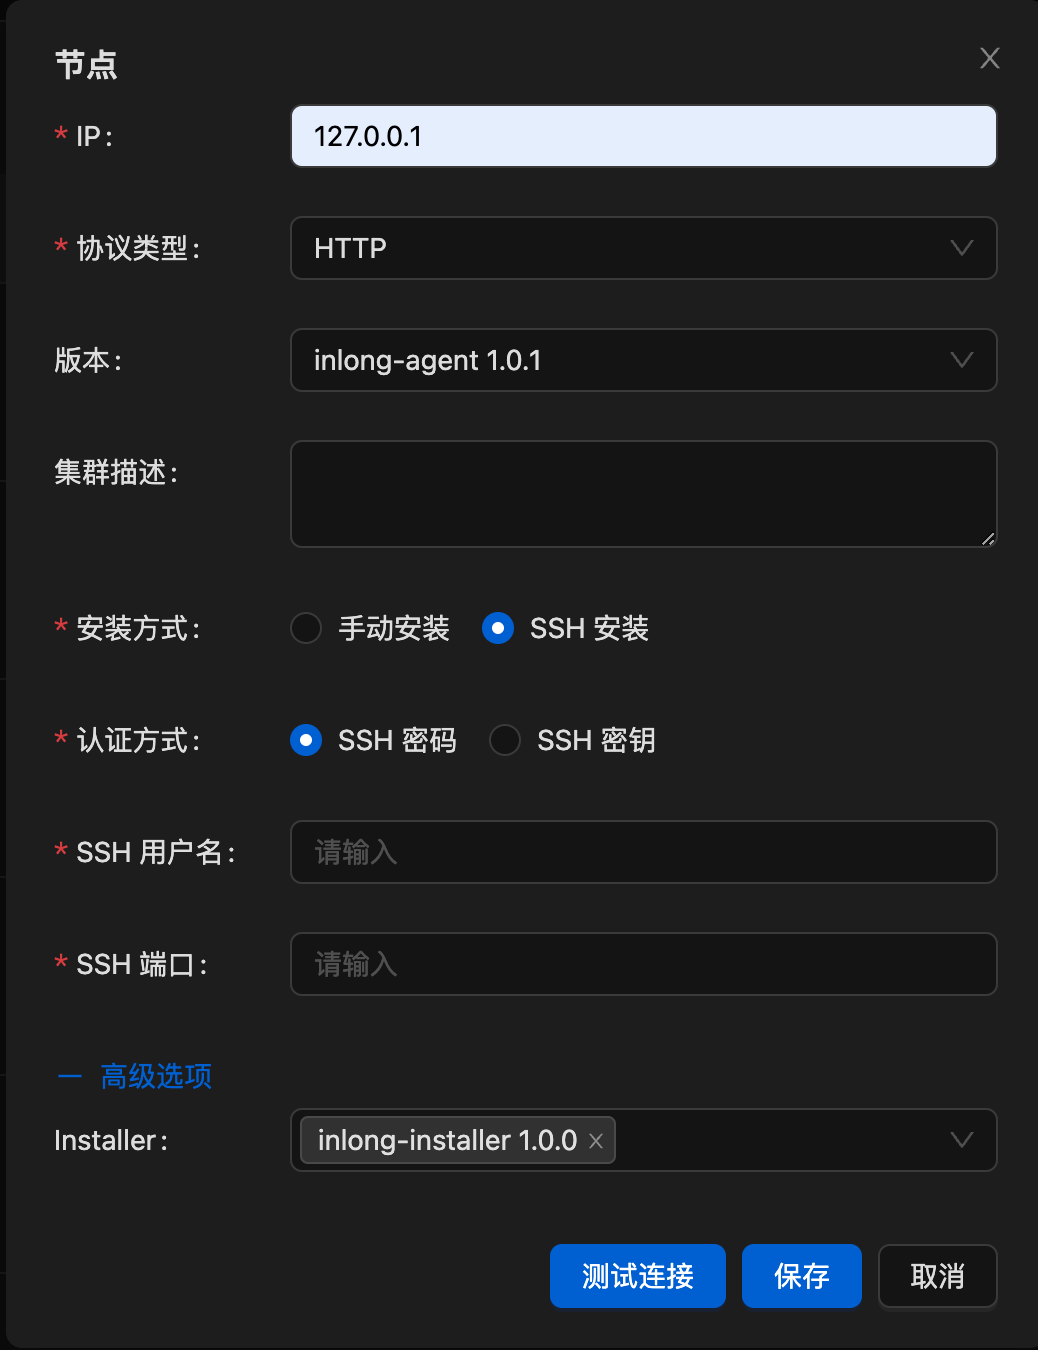 节点
* IP: 127.0.0.1
* 协议类型: HTTP
版本: inlong-agent 1.0.1
集群描述:
* 安装方式: 手动安装 SSH 安装
* 认证方式: SSH 密码 SSH 密钥
* SSH 用户名: 请输入
* SSH 端口: 请输入
高级选项
Installer: inlong-installer 1.0.0
测试连接 保存 取消